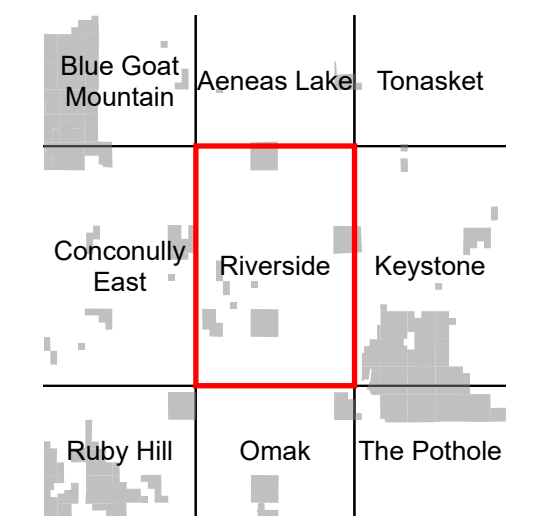 Blue Goat
Mountain
Aeneas Lake
Tonasket
Conconully
East
Riverside
Keystone
Ruby Hill
Omak
The Pothole